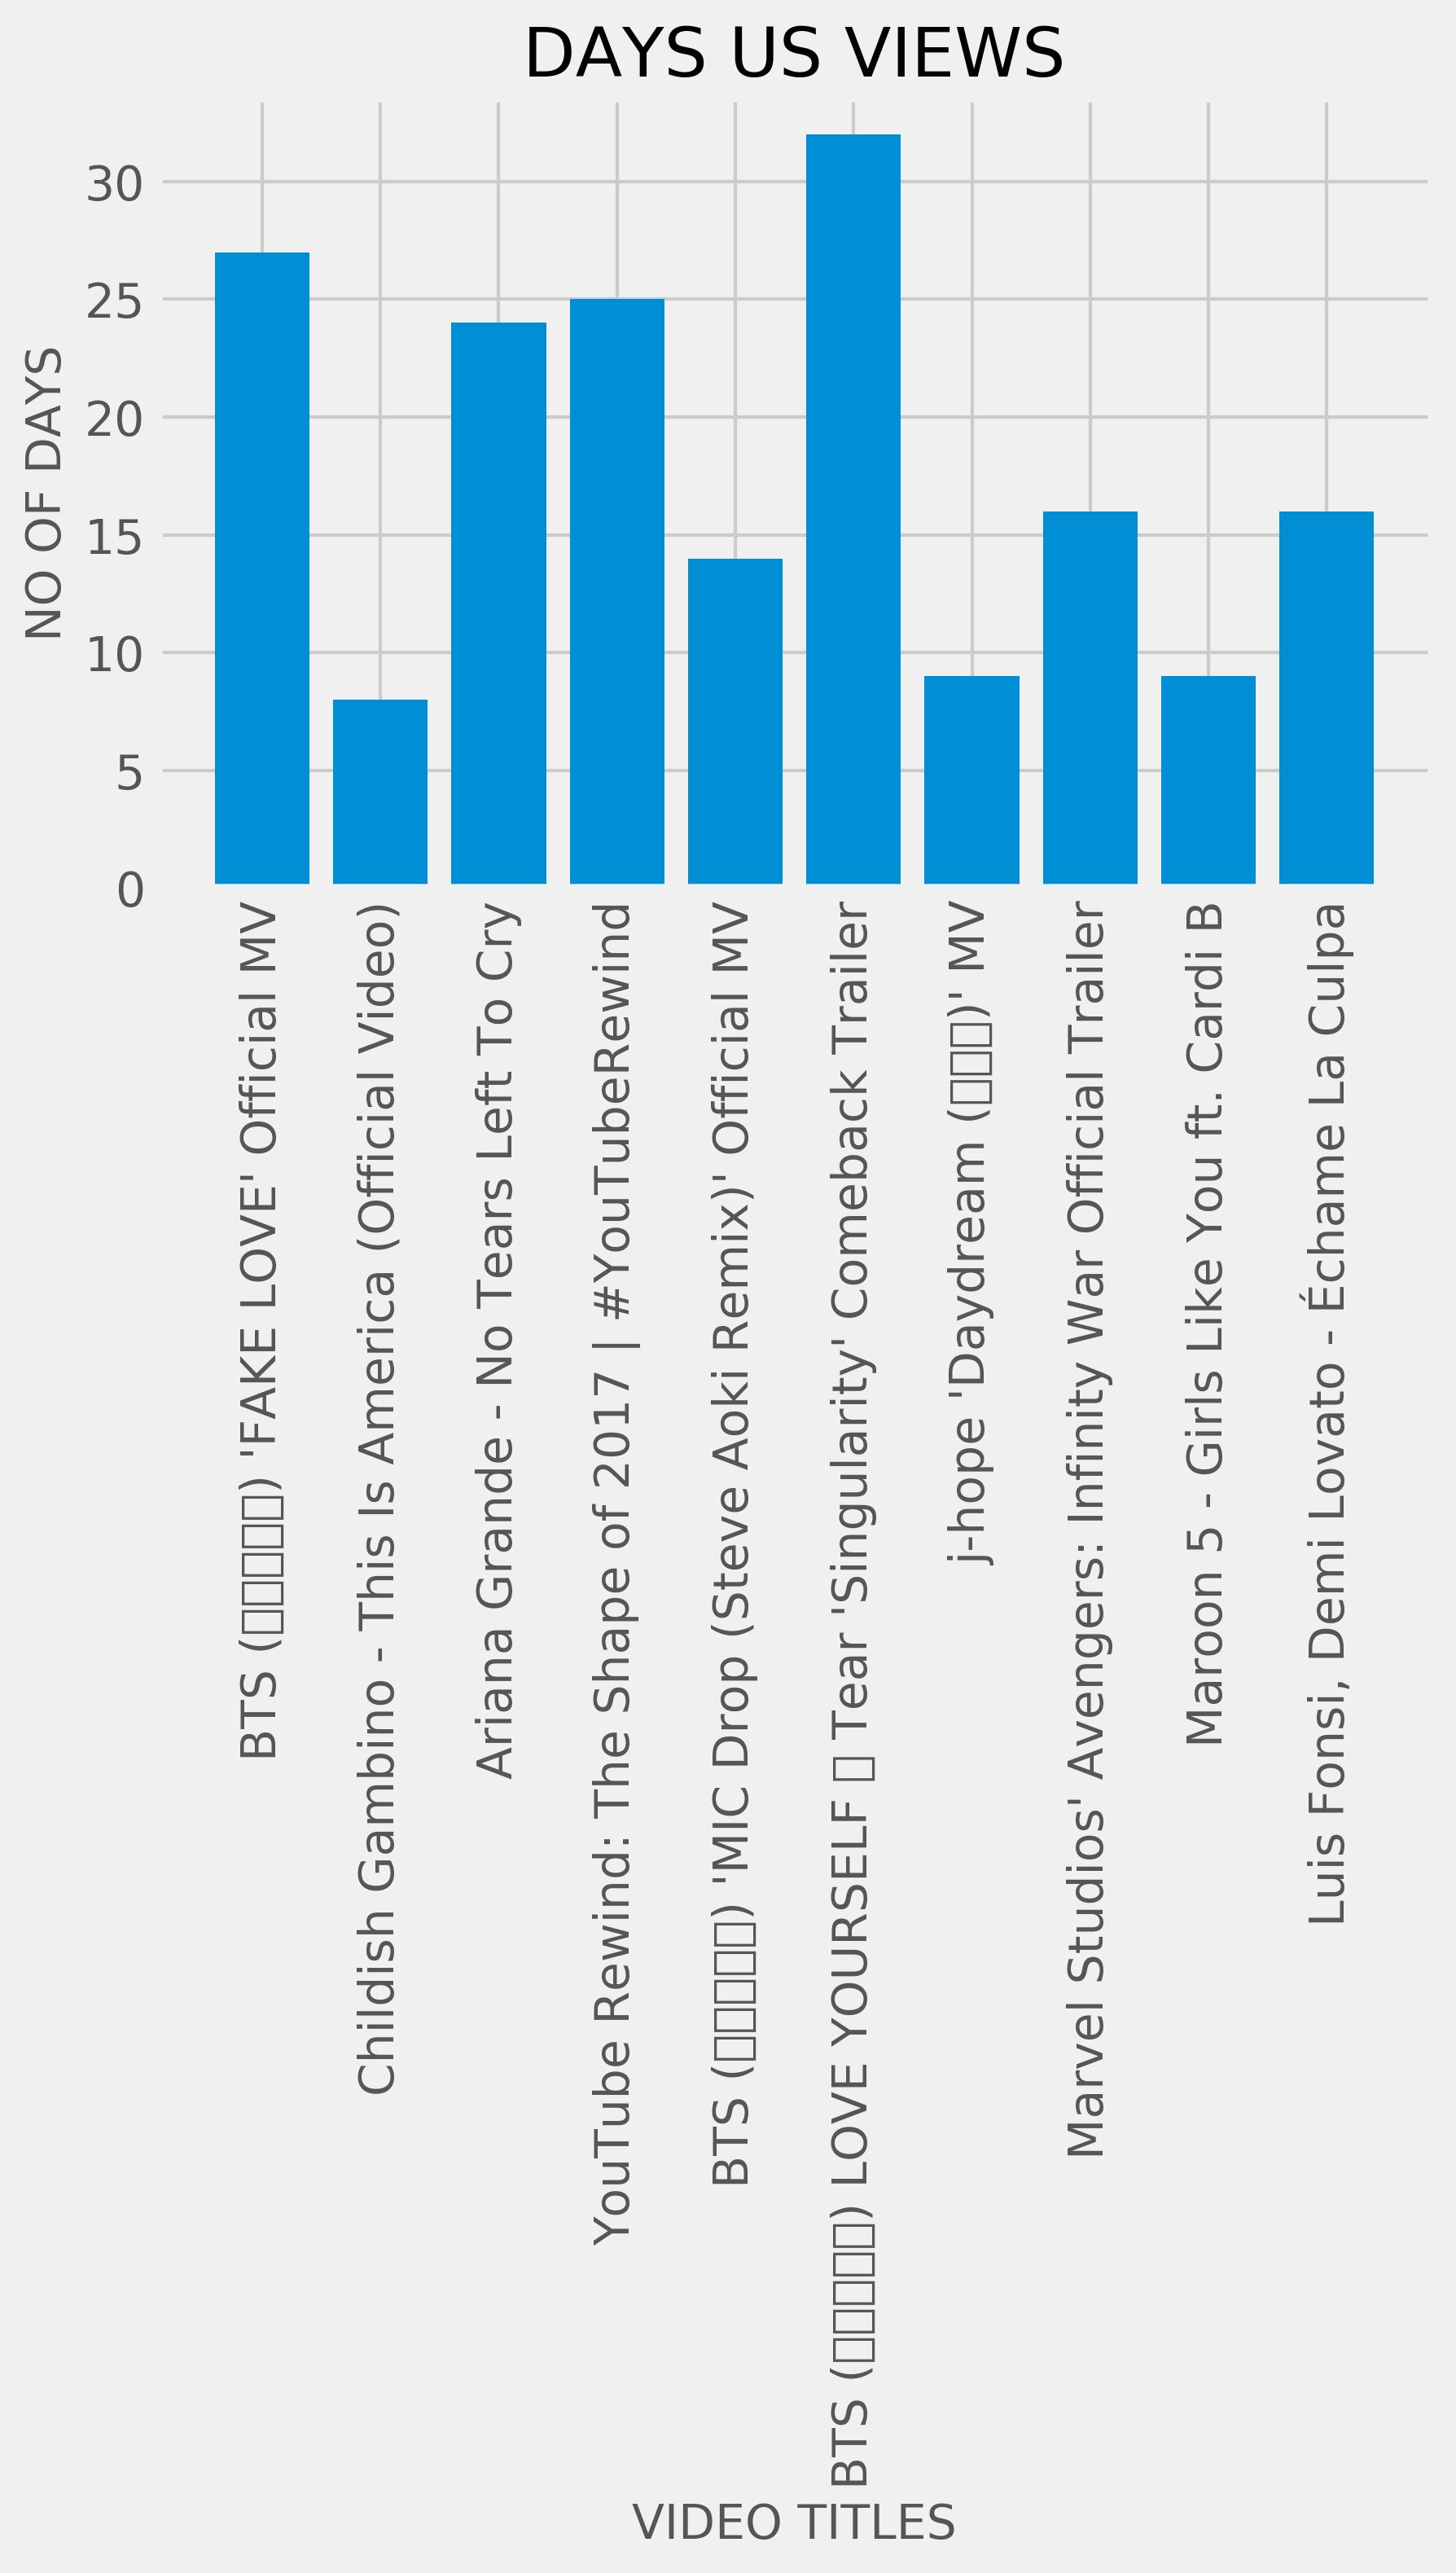 DAYS US VIEWS
NO OF DAYS
30
25
20
15
10
5
0
BTS (□□□□□) 'FAKE LOVE' Official MV
Childish Gambino - This Is America (Official Video)
Ariana Grande - No Tears Left To Cry
YouTube Rewind: The Shape of 2017 | #YouTubeRewind
BTS (□□□□□) 'MIC Drop (Steve Aoki Remix)' Official MV
BTS (□□□□□) LOVE YOURSELF □ Tear 'Singularity' Comeback Trailer
j-hope 'Daydream (□□□)' MV
Marvel Studios' Avengers: Infinity War Official Trailer
Maroon 5 - Girls Like You ft. Cardi B
Luis Fonsi, Demi Lovato - Échame La Culpa
VIDEO TITLES